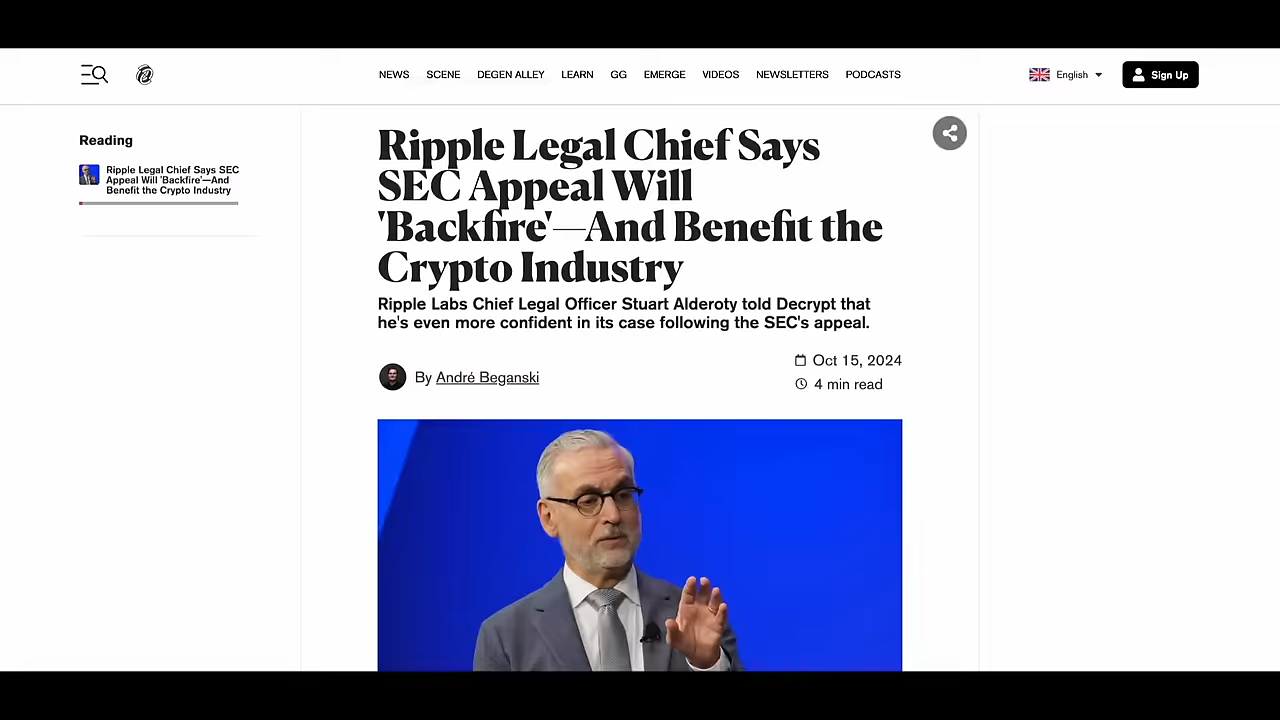 NEWS SCENE DEGEN ALLEY LEARN GG EMERGE VIDEOS NEWSLETTERS PODCASTS English Sign Up
Reading
Ripple Legal Chief Says SEC
Appeal Will 'Backfire'—And
Benefit the Crypto Industry
Ripple Legal Chief Says
SEC Appeal Will
'Backfire'—And Benefit the
Crypto Industry
Ripple Labs Chief Legal Officer Stuart Alderoty told Decrypt that
he's even more confident in its case following the SEC's appeal.
By André Beganski
Oct 15, 2024
4 min read